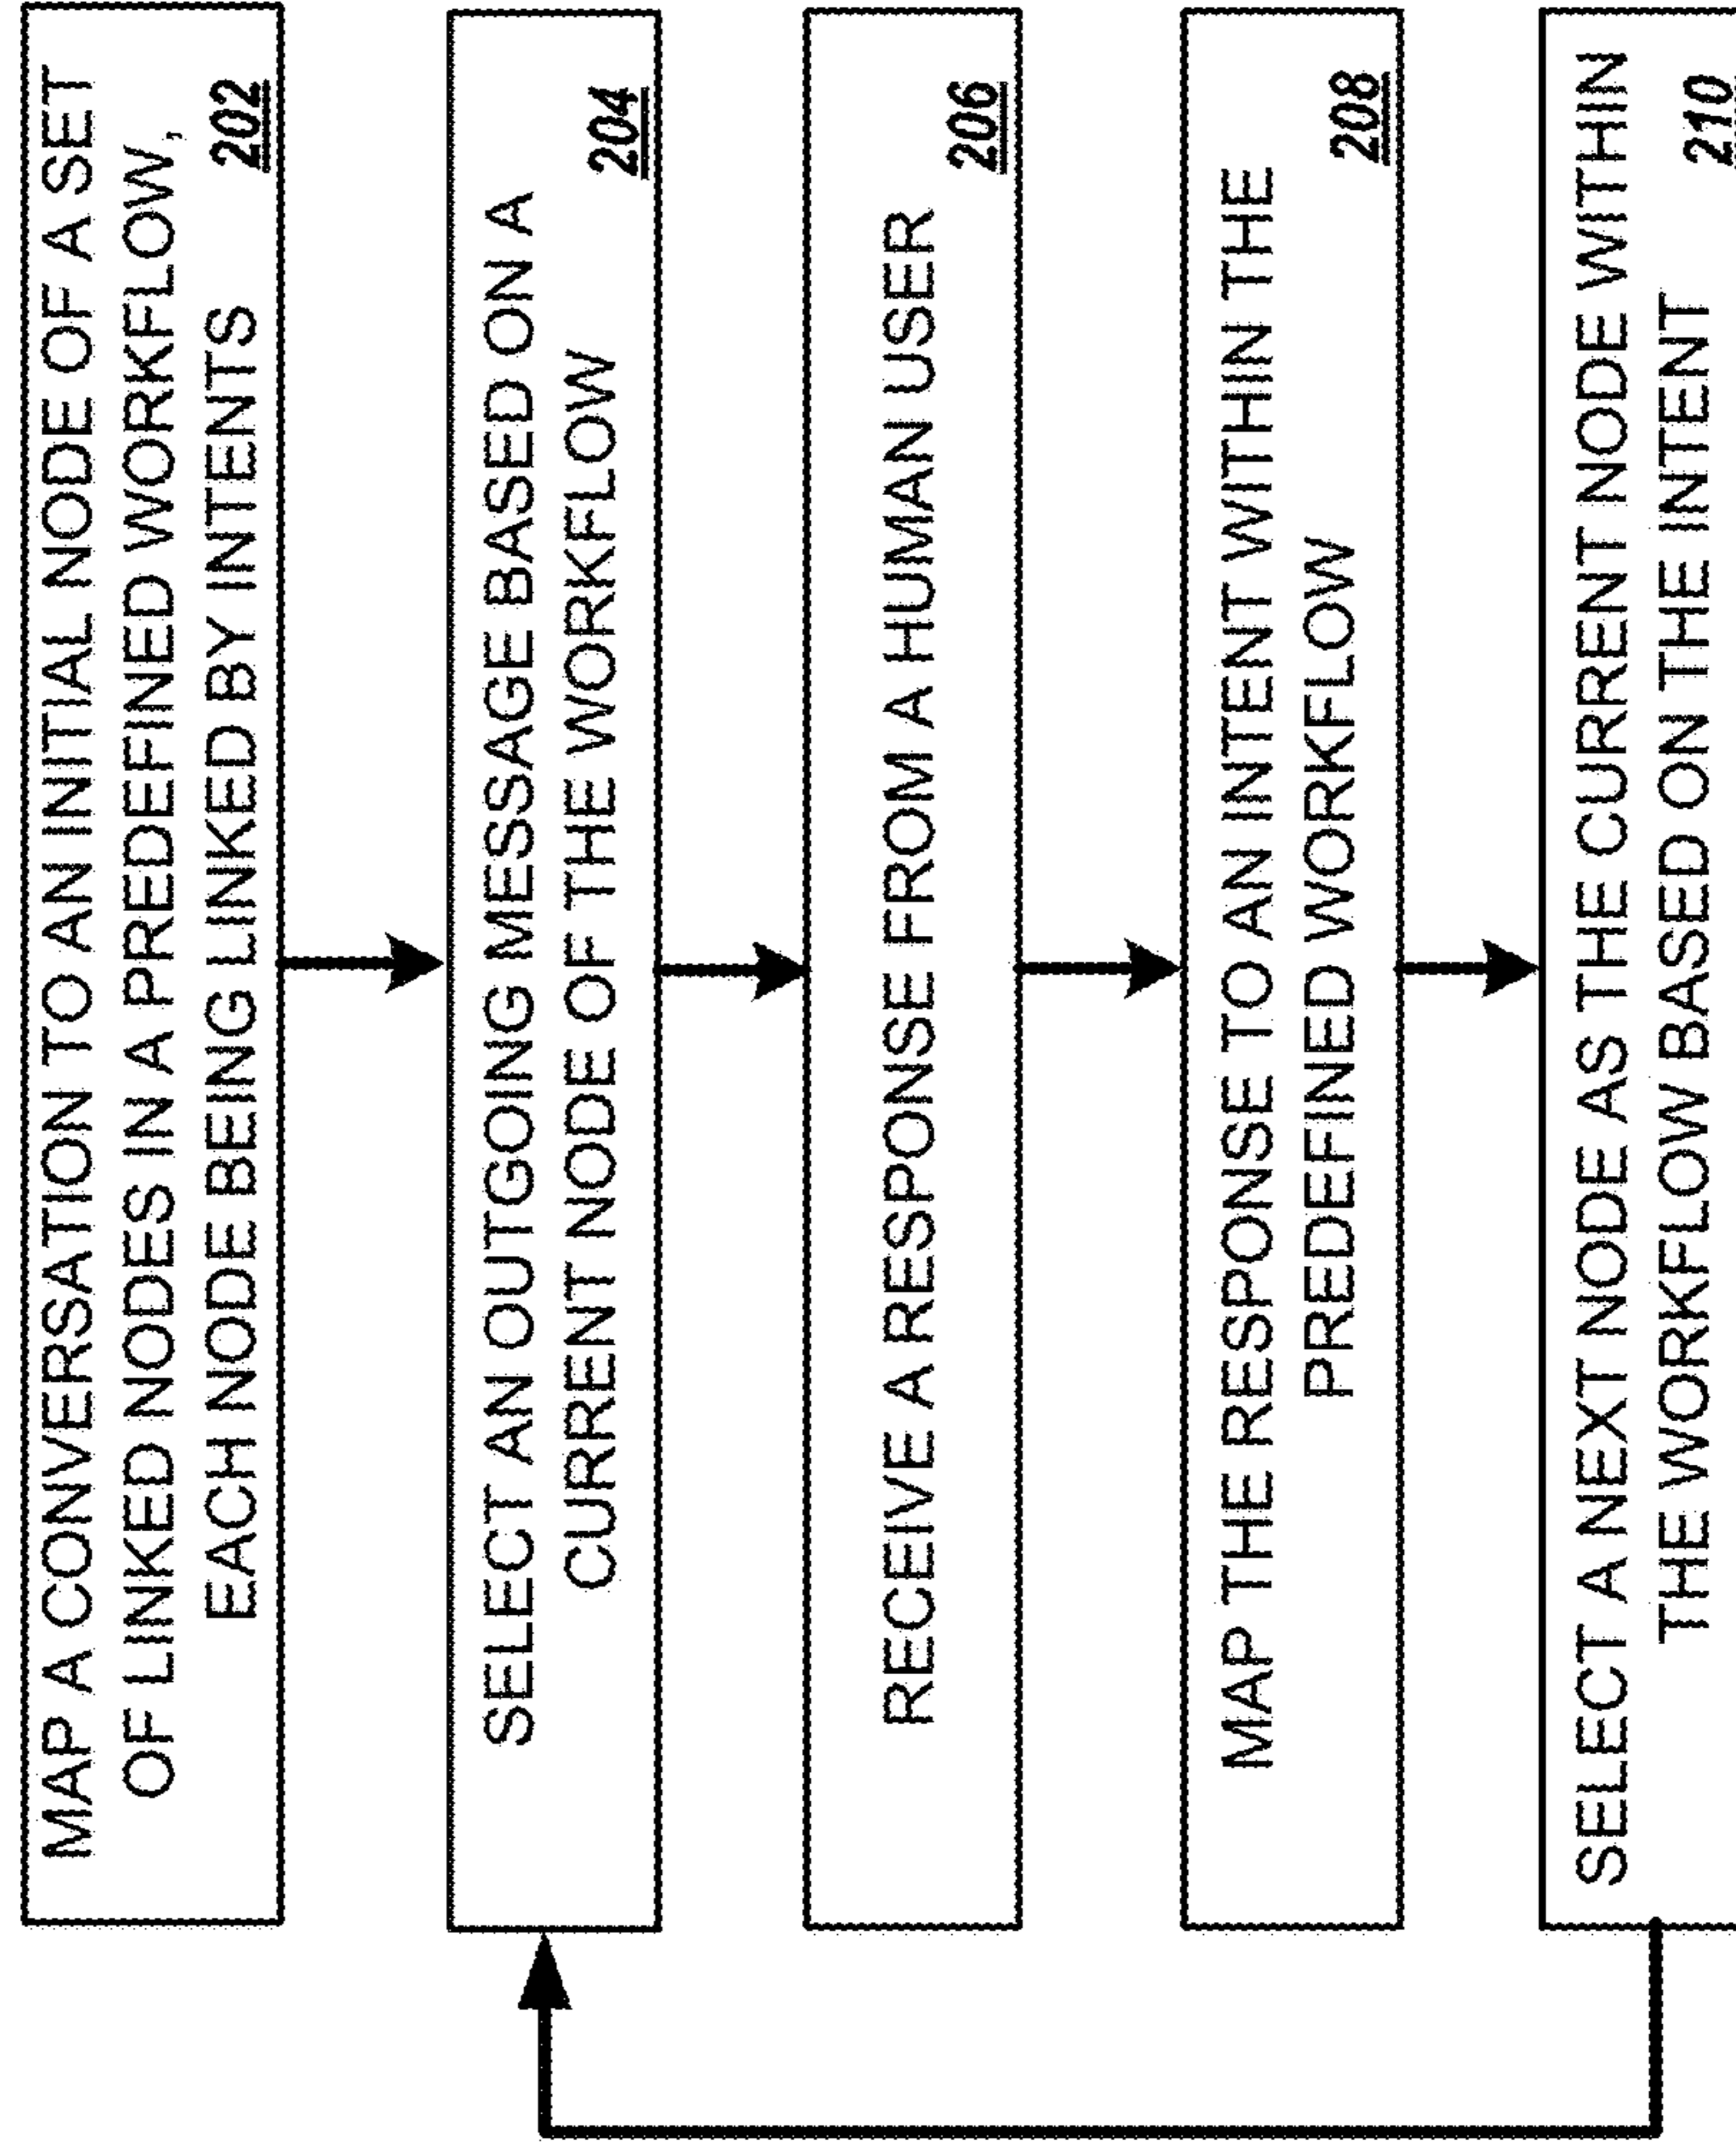 MAP A CONVERSATION TO AN INITIAL NODE OF A SET
OF LINKED NODES IN A PREDEFINED WORKFLOW,
EACH NODE BEING LINKED BY INTENTS
202
SELECT AN OUTGOING MESSAGE BASED ON A
CURRENT NODE OF THE WORKFLOW
204
RECEIVE A RESPONSE FROM A HUMAN USER
206
MAP THE RESPONSE TO AN INTENT WITHIN THE
PREDEFINED WORKFLOW
208
SELECT A NEXT NODE AS THE CURRENT NODE WITHIN
THE WORKFLOW BASED ON THE INTENT
210